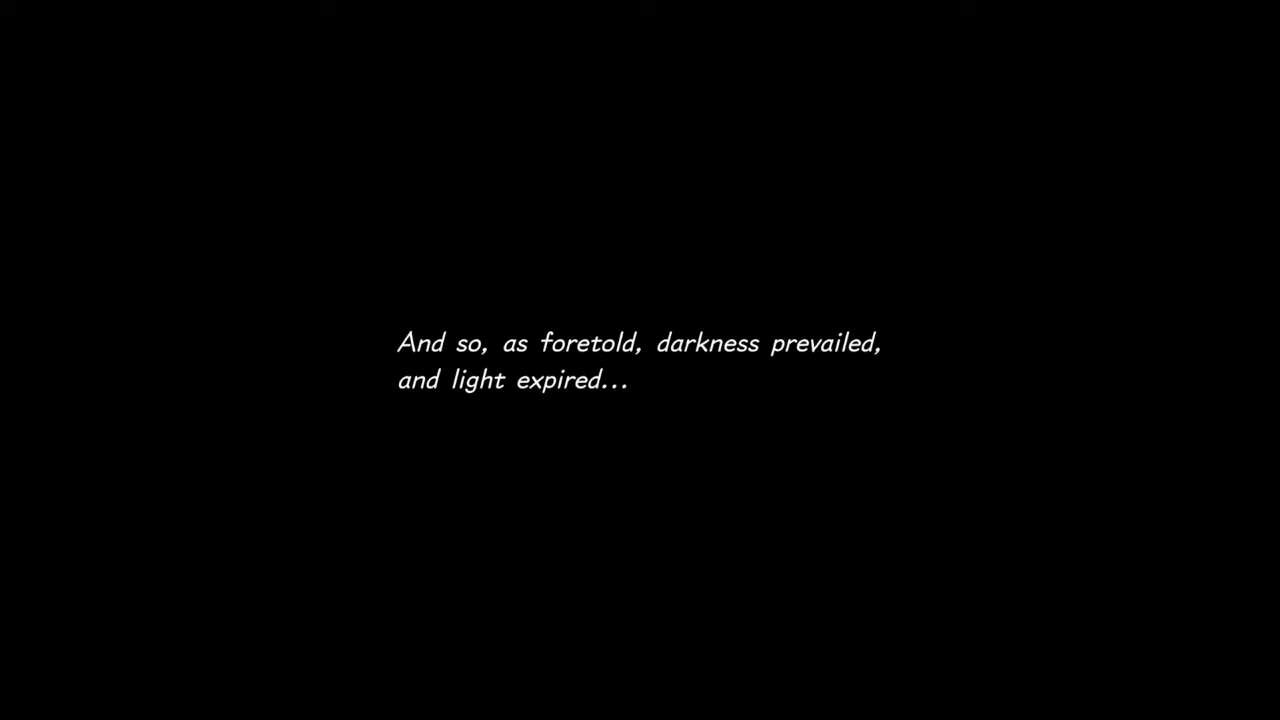 And so, as foretold, darkness prevailed,
and light expired...